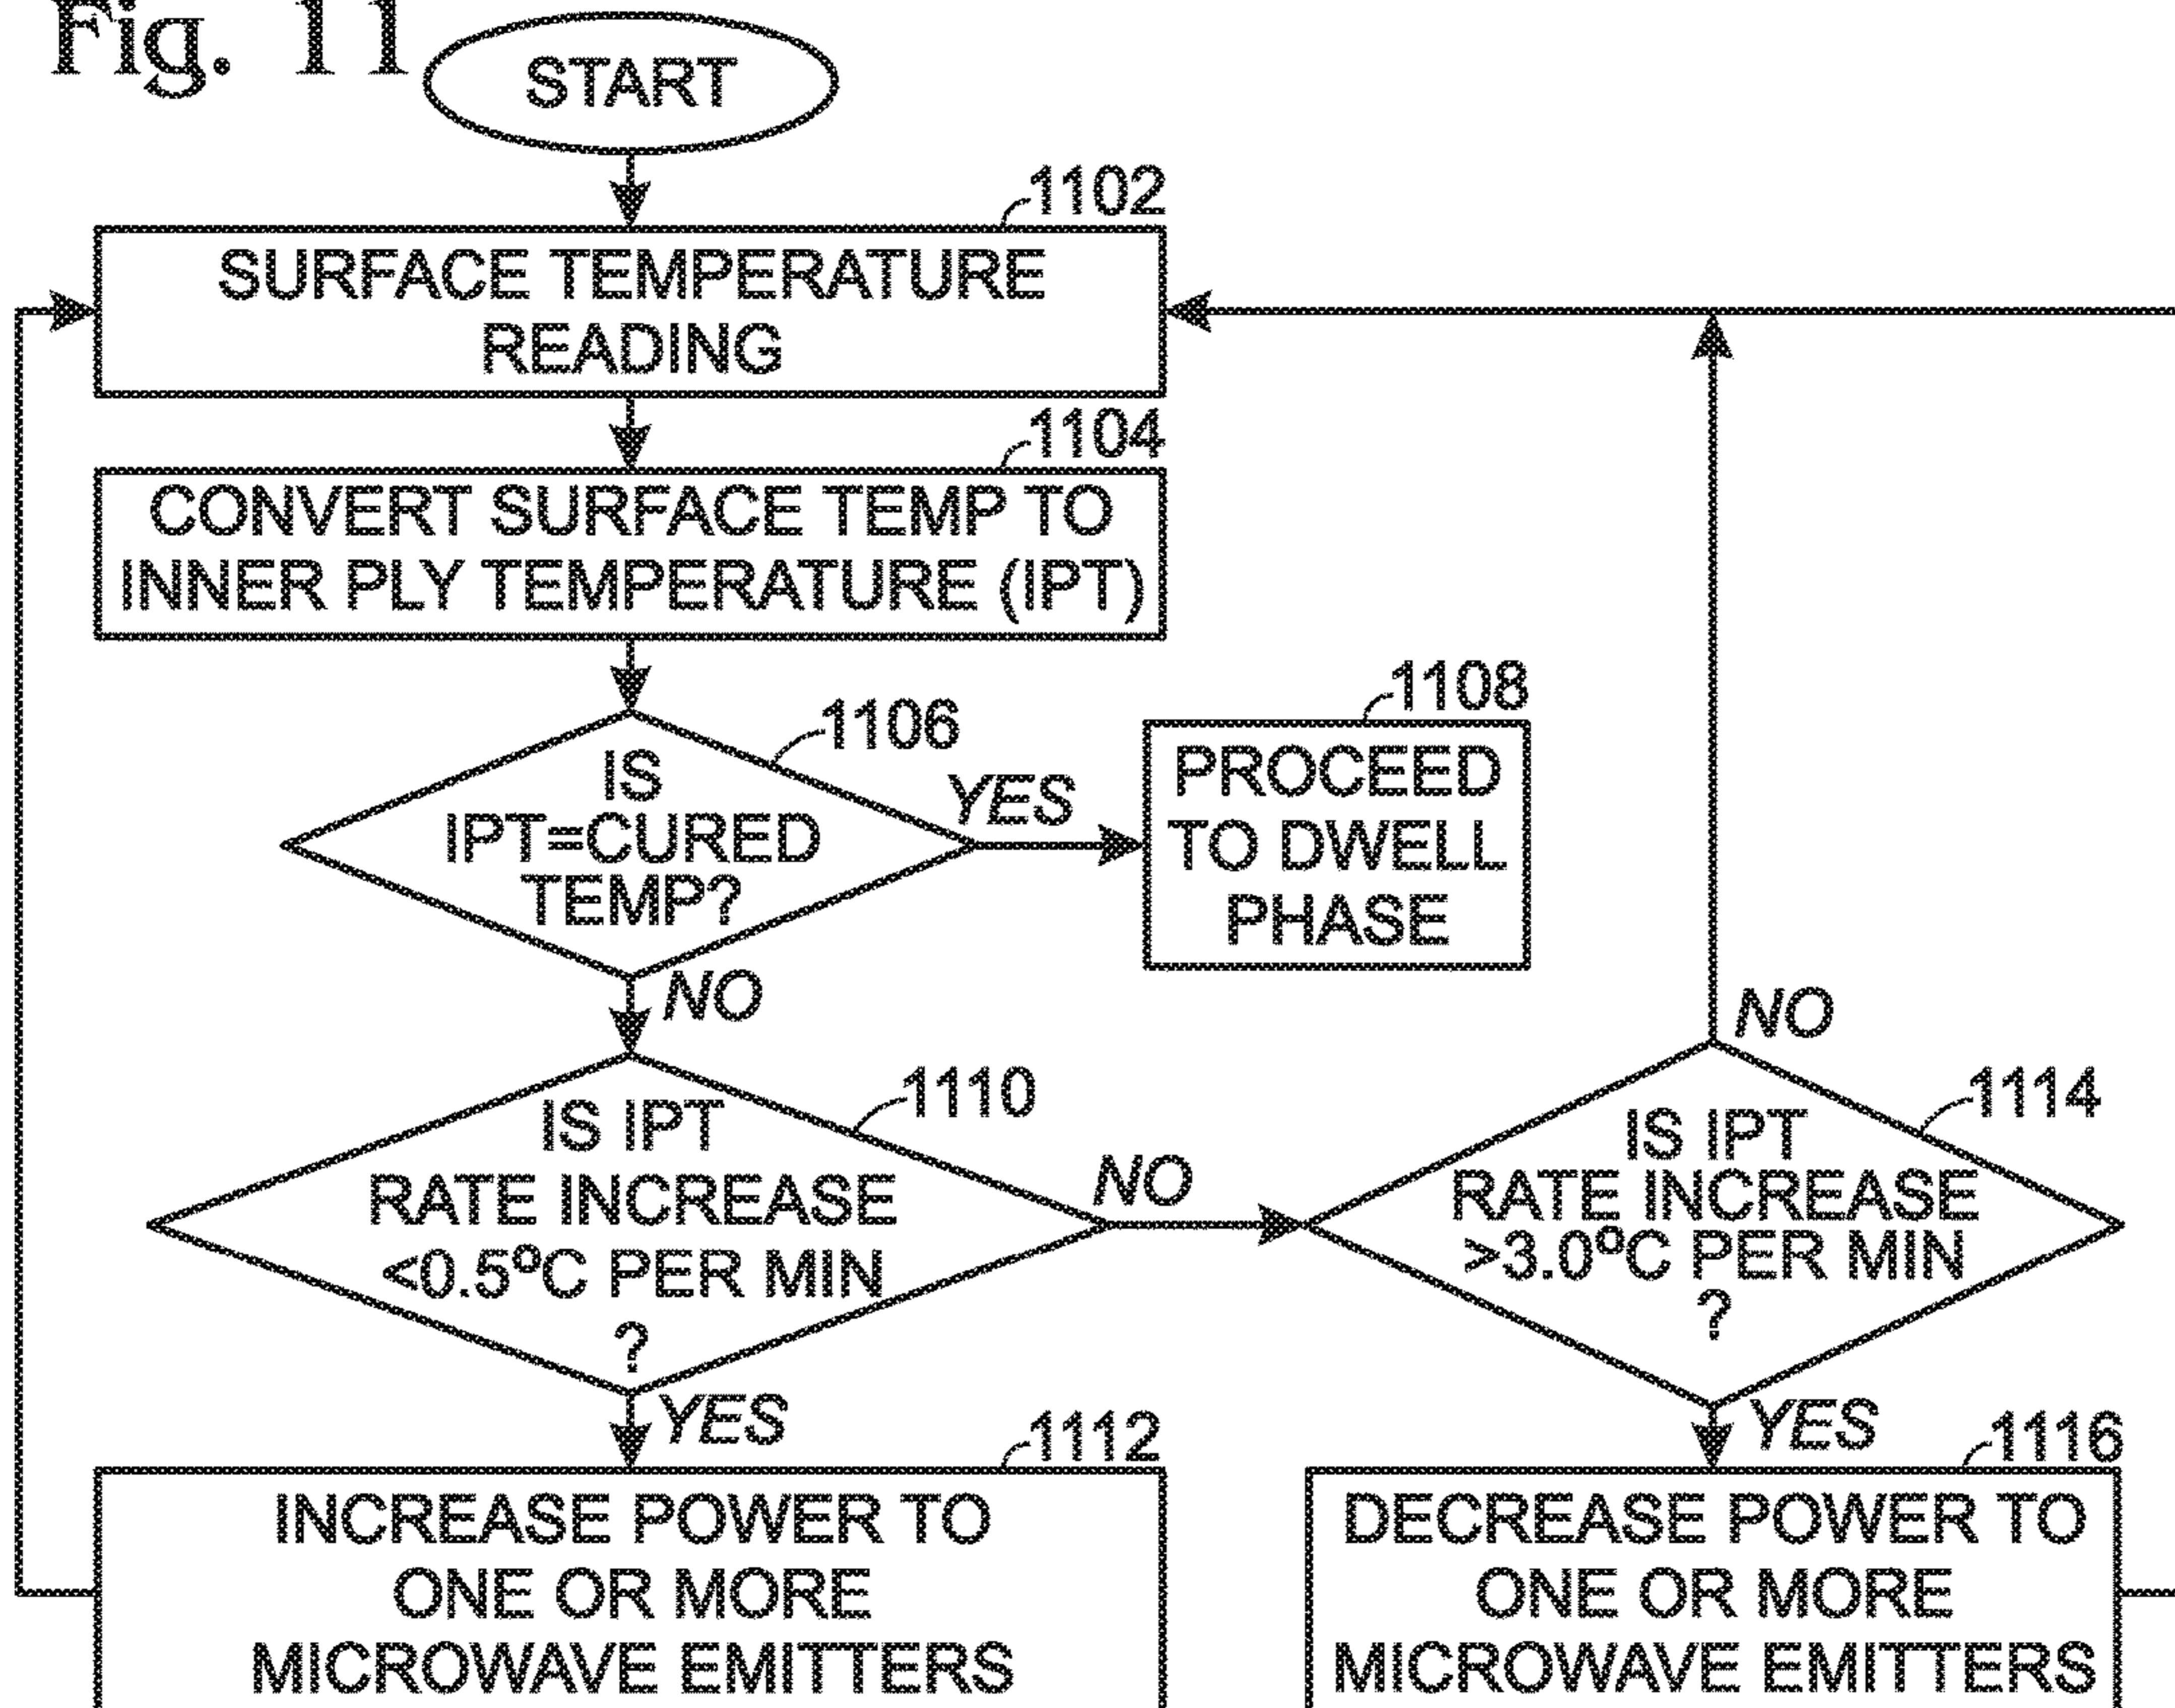 Fig. 11
START
1102
SURFACE TEMPERATURE
READING
1104
CONVERT SURFACE TEMP TO
INNER PLY TEMPERATURE (IPT)
1106
IS
IPT=CURED
TEMP?
YES
1108
PROCEED
TO DWELL
PHASE
NO
1110
IS IPT
RATE INCREASE
<0.5°C PER MIN
?
NO
1114
IS IPT
RATE INCREASE
>3.0°C PER MIN
?
NO
YES
1112
INCREASE POWER TO
ONE OR MORE
MICROWAVE EMITTERS
YES
1116
DECREASE POWER TO
ONE OR MORE
MICROWAVE EMITTERS